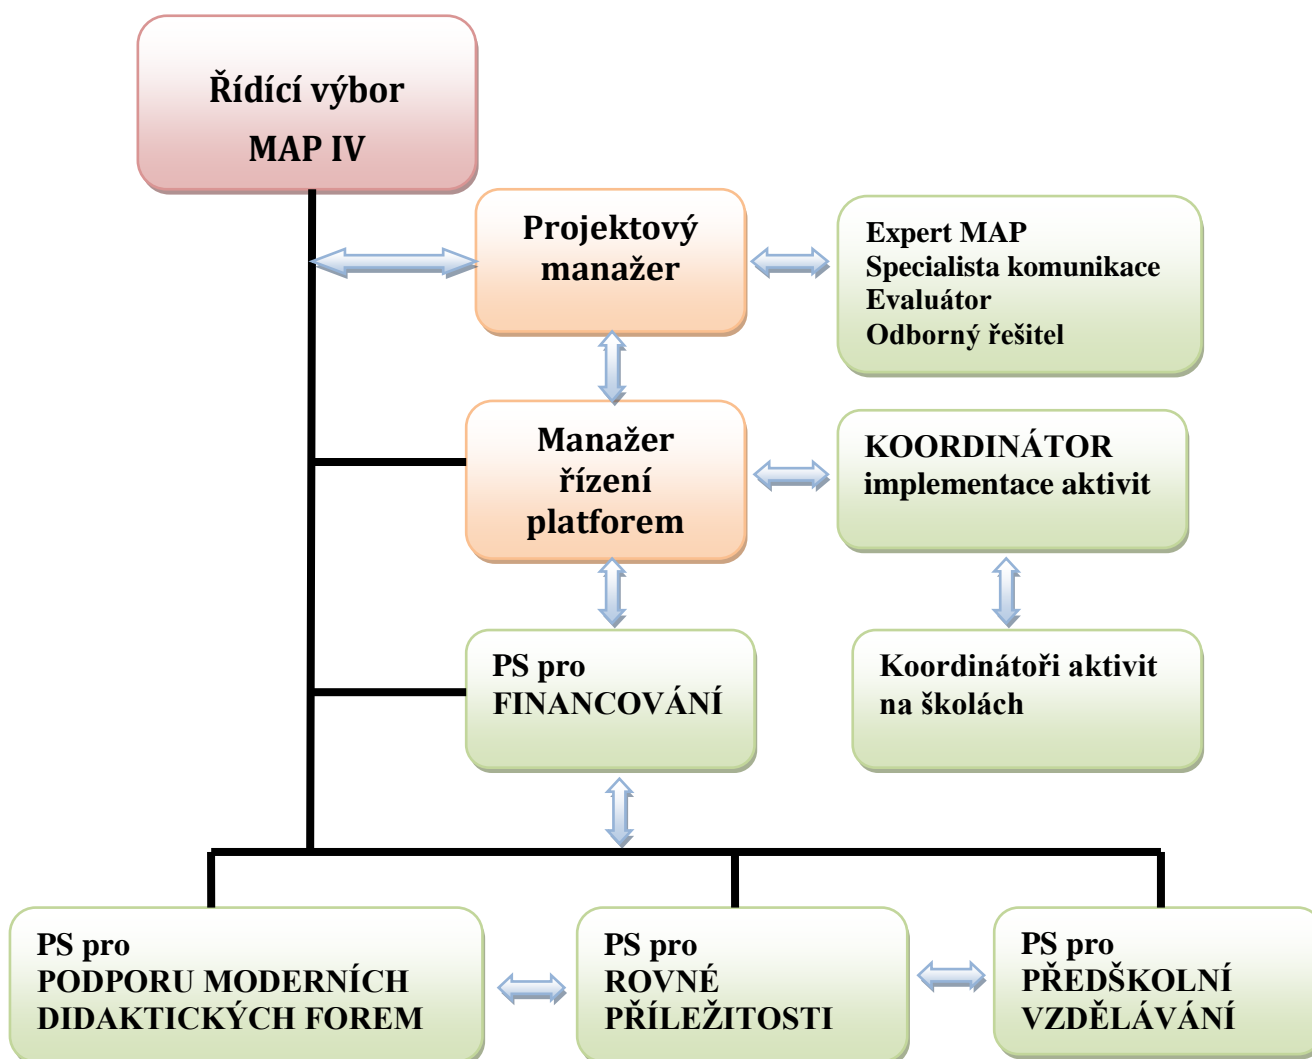 Řídící výbor
MAP IV
Projektový
manažer
Expert MAP
Specialista komunikace
Evaluátor
Odborný řešitel
Manažer
řízení
platforem
KOORDINÁTOR
implementace aktivit
PS pro
FINANCOVÁNÍ
Koordinátoři aktivit
na školách
PS pro
PODPORU MODERNÍCH
DIDAKTICKÝCH FOREM
PS pro
ROVNÉ
PŘÍLEŽITOSTI
PS pro
PŘEDŠKOLNÍ
VZDĚLÁVÁNÍ